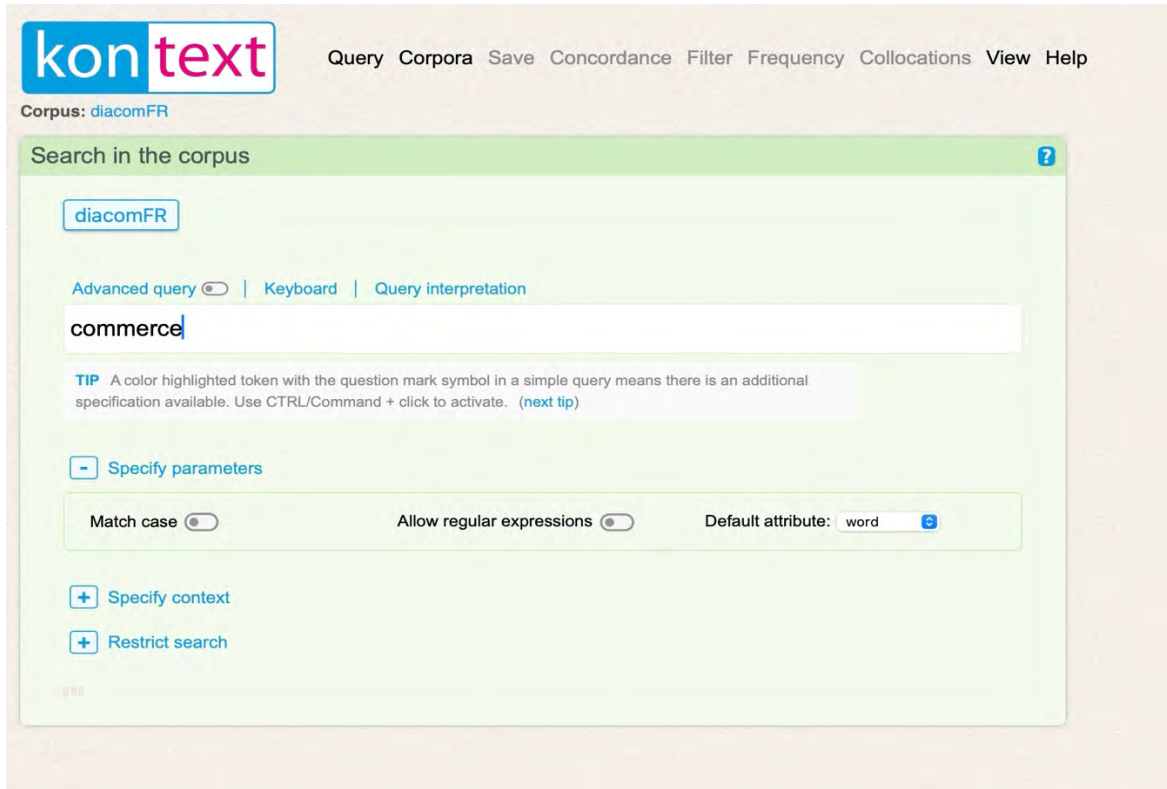 kontext
Query Corpora Save Concordance Filter Frequency Collocations View Help
Corpus: diacomFR
Search in the corpus
?
diacomFR
Advanced query | Keyboard | Query interpretation
commerce
TIP A color highlighted token with the question mark symbol in a simple query means there is an additional
specification available. Use CTRL/Command + click to activate. (next tip)
- Specify parameters
Match case Allow regular expressions Default attribute: word
+ Specify context
+ Restrict search